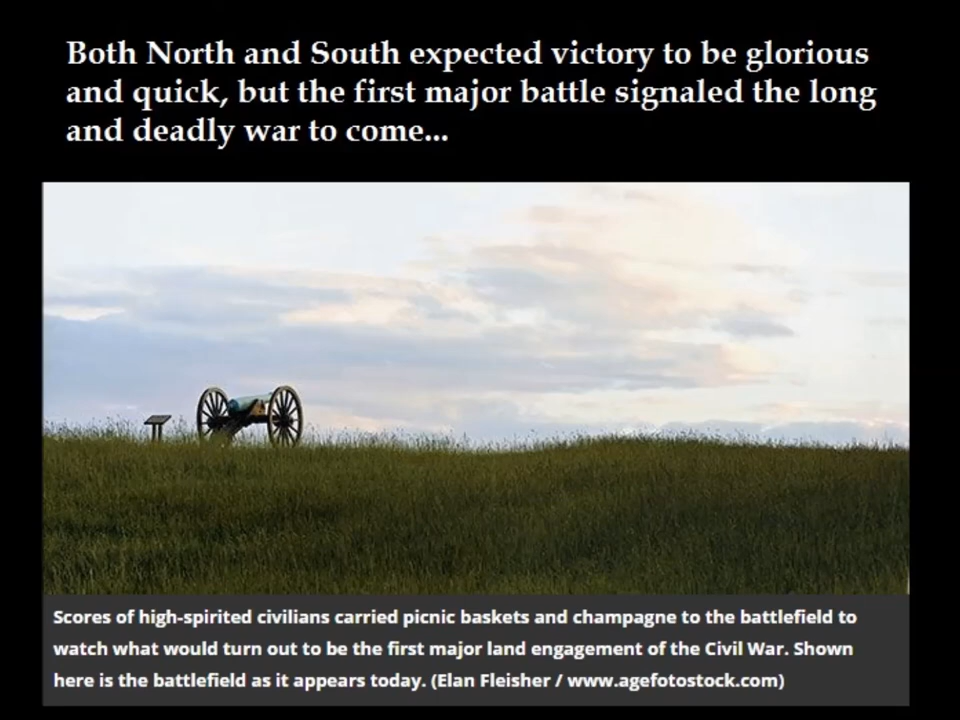 Both North and South expected victory to be glorious
and quick, but the first major battle signaled the long
and deadly war to come...
Scores of high-spirited civilians carried picnic baskets and champagne to the battlefield to
watch what would turn out to be the first major land engagement of the Civil War. Shown
here is the battlefield as it appears today. (Elan Fleisher / www.agefotostock.com)